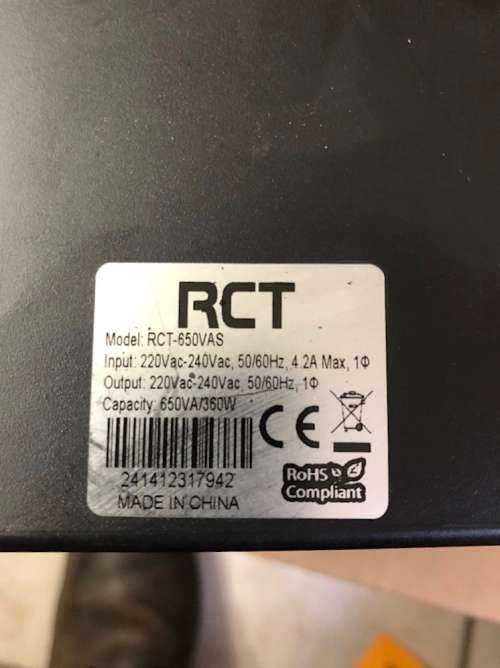 RCT
Model: RCT-650VAS
Input: 220Vac-240Vac, 50/60Hz, 4.2A Max, 1Φ
Output: 220Vac-240Vac, 50/60Hz, 1Φ
Capacity: 650VA/360W
CE
241412317942
RoHS
Compliant
MADE IN CHINA